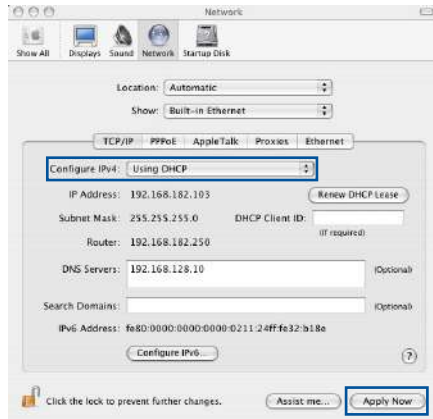 Network
Show All Displays Sound Network Startup Disk
Location: Automatic
Show: Built-in Ethernet
TCP/IP PPPoE AppleTalk Proxies Ethernet
Configure IPv4: Using DHCP
IP Address: 192.168.182.103 Renew DHCP Lease
Subnet Mask: 255.255.255.0 DHCP Client ID:
(If required)
Router: 192.168.182.250
DNS Servers: 192.168.128.10 (Optional)
Search Domains: (Optional)
IPv6 Address: fe80:0000:0000:0000:0211:24ff:fe32:b18e
Configure IPv6... ?
Click the lock to prevent further changes. Assist me... Apply Now